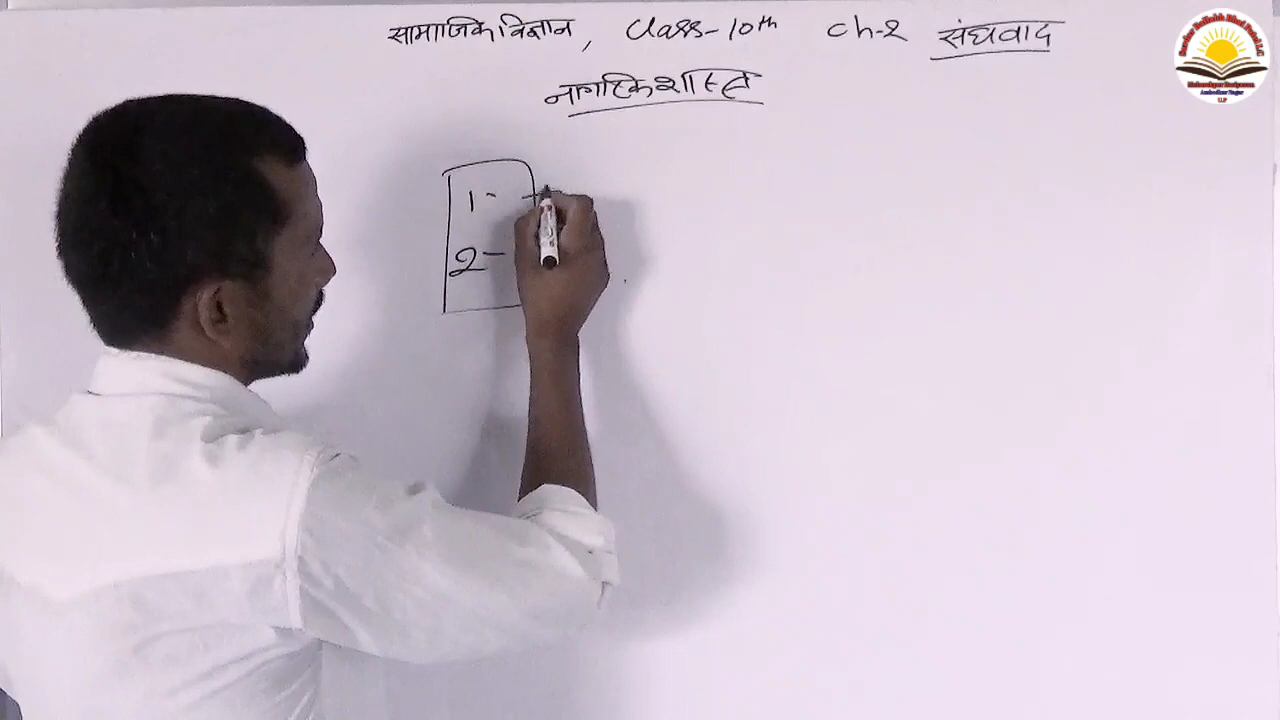 सामाजिक विज्ञान, Class-10th Ch-2 संघवाद
नागरिकशास्त्र
1-
2-
U.P